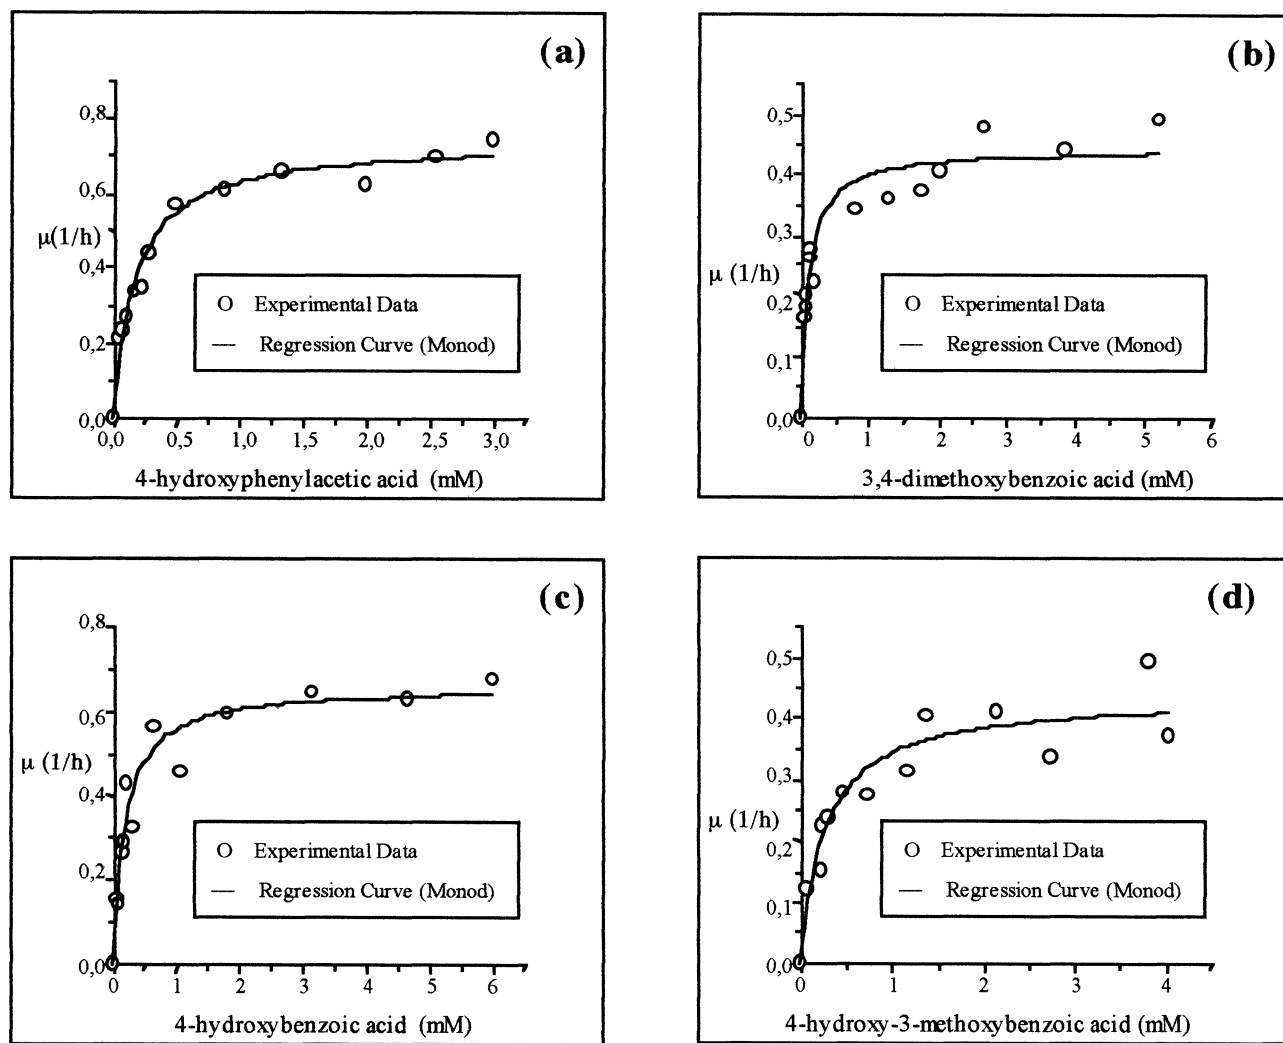 (a)
0,8
0,6
μ(1/h)
0,4
0,2
0,0
0,0 0,5 1,0 1,5 2,0 2,5 3,0
4-hydroxyphenylacetic acid (mM)
Experimental Data
Regression Curve (Monod)
(b)
0,5
0,4
0,3
μ (1/h)
0,2
0,1
0,0
0 1 2 3 4 5 6
3,4-dimethoxybenzoic acid (mM)
Experimental Data
Regression Curve (Monod)
(c)
0,8
0,6
μ (1/h)
0,4
0,2
0,0
0 1 2 3 4 5 6
4-hydroxybenzoic acid (mM)
Experimental Data
Regression Curve (Monod)
(d)
0,5
0,4
0,3
μ (1/h)
0,2
0,1
0,0
0 1 2 3 4
4-hydroxy-3-methoxybenzoic acid (mM)
Experimental Data
Regression Curve (Monod)